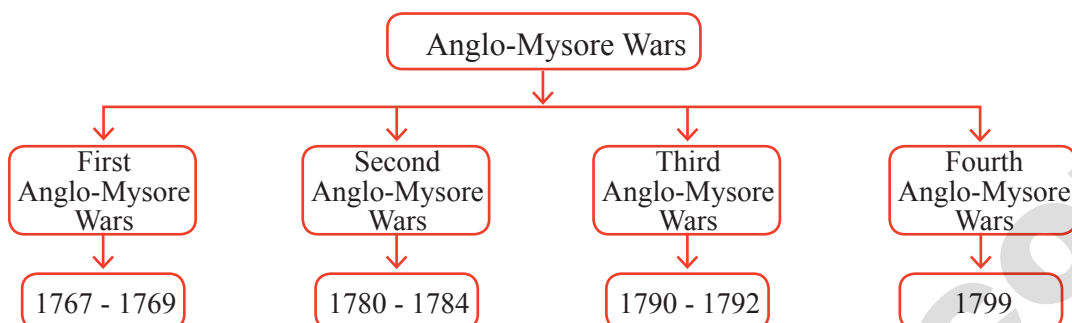 Anglo-Mysore Wars
First
Anglo-Mysore
Wars
Second
Anglo-Mysore
Wars
Third
Anglo-Mysore
Wars
Fourth
Anglo-Mysore
Wars
1767 - 1769
1780 - 1784
1790 - 1792
1799